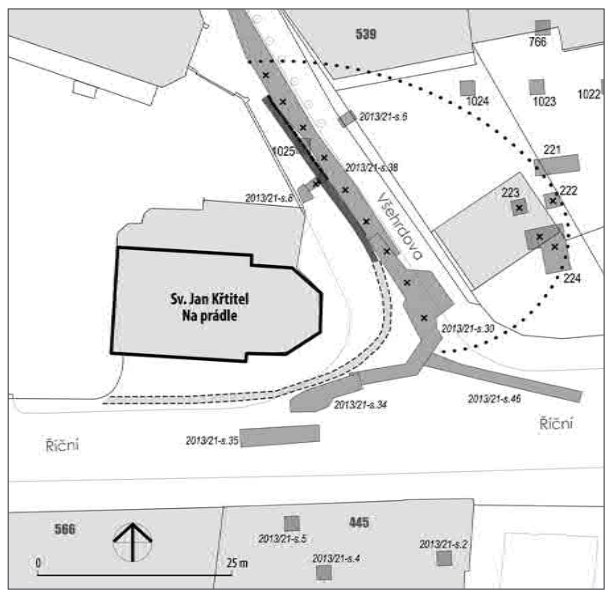 539
766
1024
1023
1022
2013/21-s.6
1025
2013/21-s.38
221
2013/21-s.8
223
222
Všehrdova
224
Sv. Jan Křtitel
Na prádle
2013/21-s.30
2013/21-s.46
2013/21-s.34
Říční
2013/21-s.35
Říční
566
445
2013/21-s.5
2013/21-s.2
2013/21-s.4
0
25 m